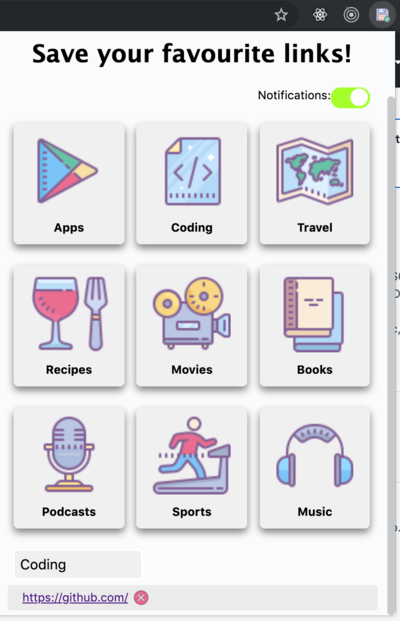 Save your favourite links!
Notifications:
Apps
Coding
Travel
Recipes
Movies
Books
Podcasts
Sports
Music
Coding
https://github.com/